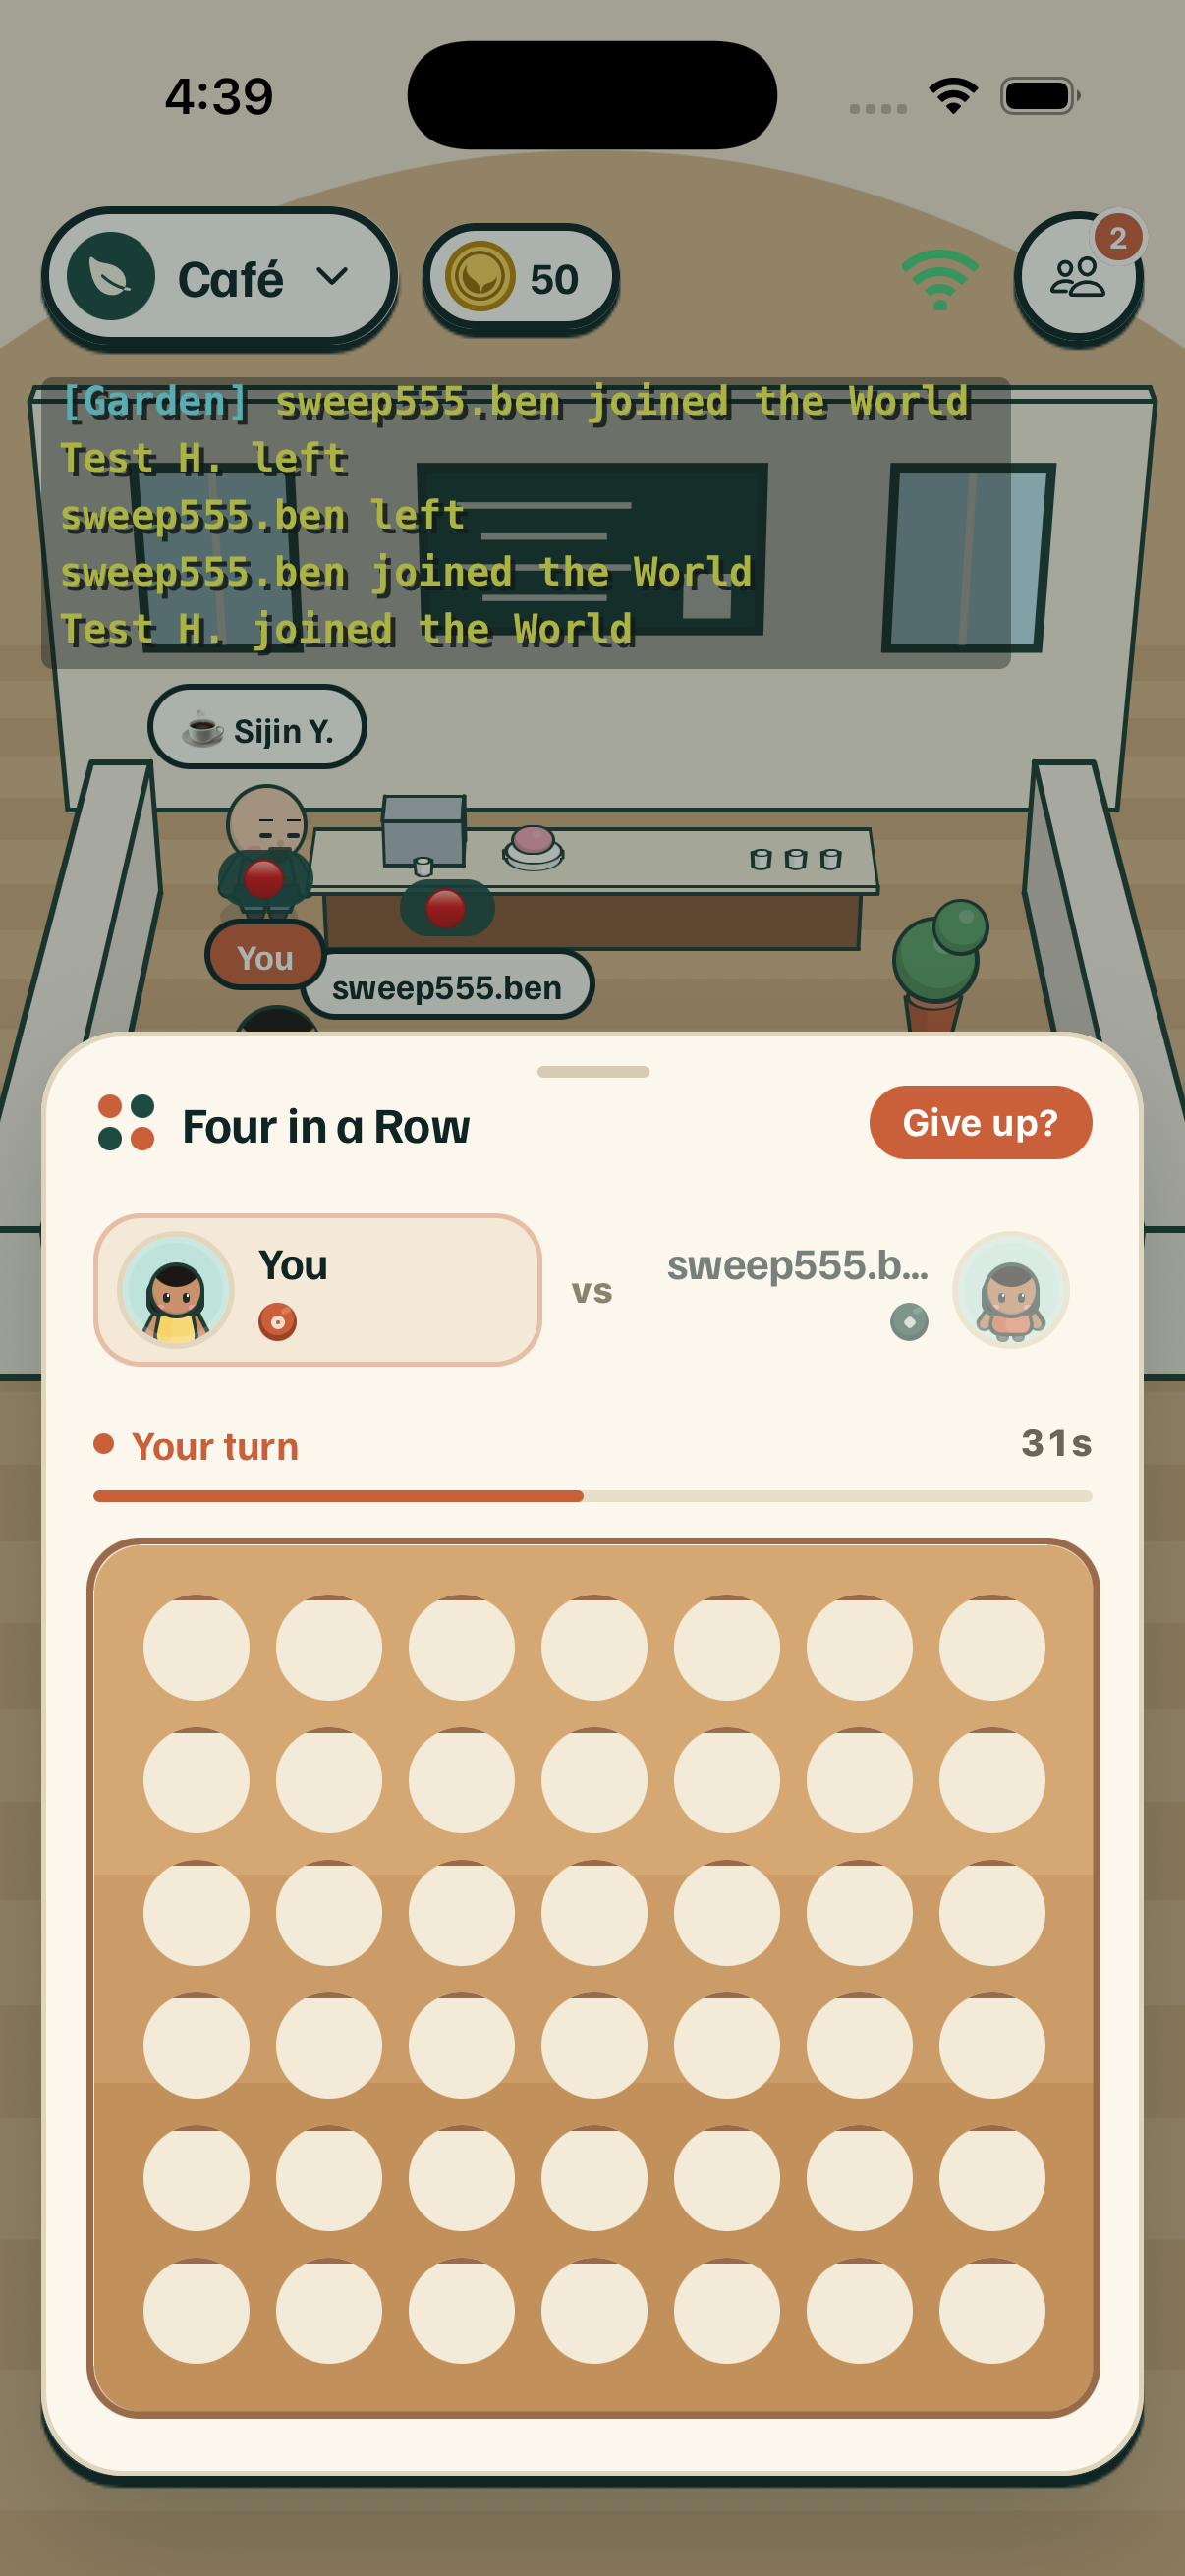 4:39
Café
50
2
[Garden] sweep555.ben joined the World
Test H. left
sweep555.ben left
sweep555.ben joined the World
Test H. joined the World
Sijin Y.
You
sweep555.ben
Four in a Row
Give up?
You
vs
sweep555.b...
Your turn
31s